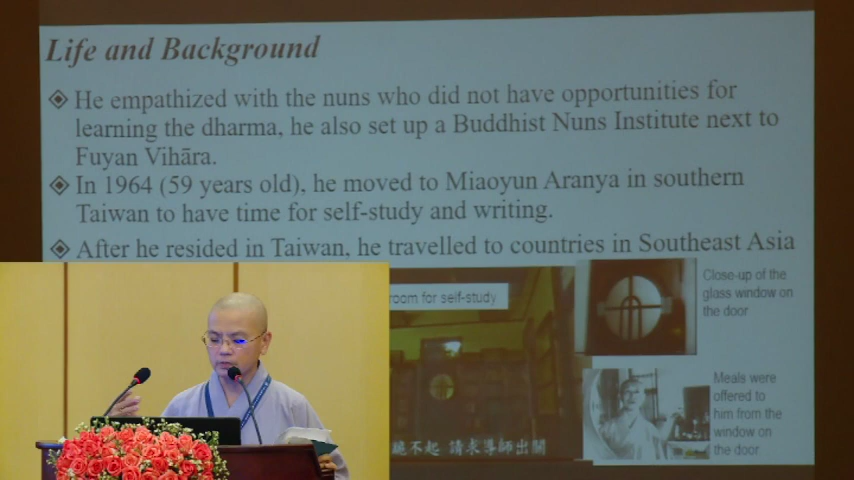 Life and Background
He empathized with the nuns who did not have opportunities for
learning the dharma, he also set up a Buddhist Nuns Institute next to
Fuyan Vihāra.
In 1964 (59 years old), he moved to Miaoyun Aranya in southern
Taiwan to have time for self-study and writing.
After he resided in Taiwan, he travelled to countries in Southeast Asia
room for self-study
Close-up of the
glass window on
the door
跪不起 請求導師出關
Meals were
offered to
him from the
window on
the door